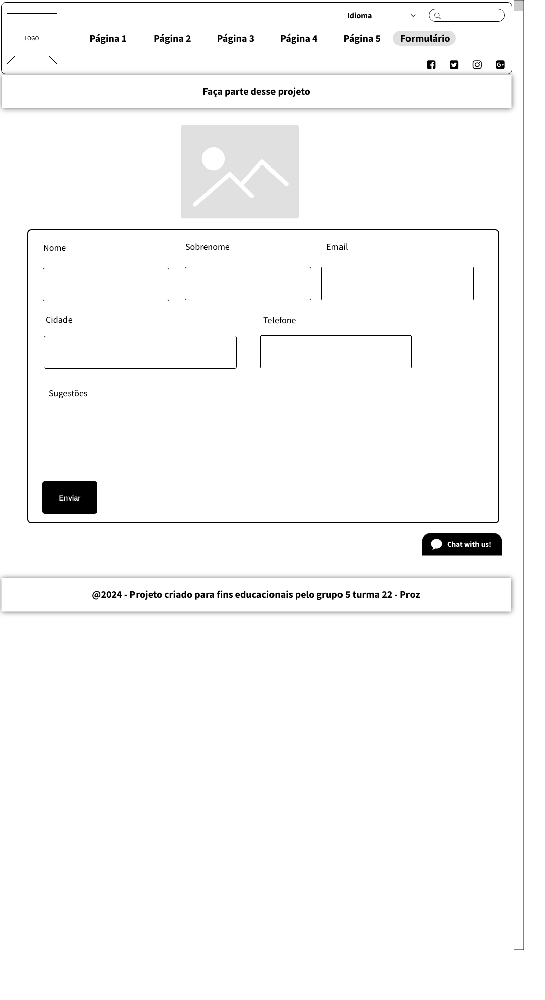 Idioma
LOGO
Página 1 Página 2 Página 3 Página 4 Página 5 Formulário
Faça parte desse projeto
Nome Sobrenome Email
Cidade Telefone
Sugestões
Enviar
Chat with us!
@2024 - Projeto criado para fins educacionais pelo grupo 5 turma 22 - Proz